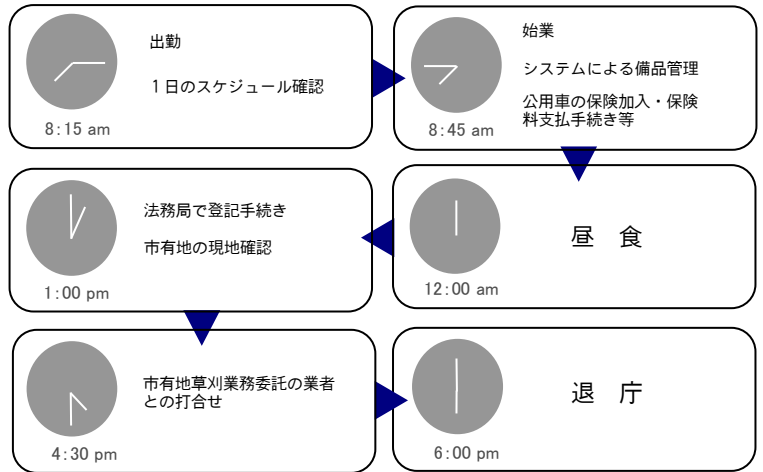 出勤
１日のスケジュール確認
8:15 am
始業
システムによる備品管理
公用車の保険加入・保険
料支払手続き等
8:45 am
昼　食
12:00 am
法務局で登記手続き
市有地の現地確認
1:00 pm
市有地草刈業務委託の業者
との打合せ
4:30 pm
退　庁
6:00 pm